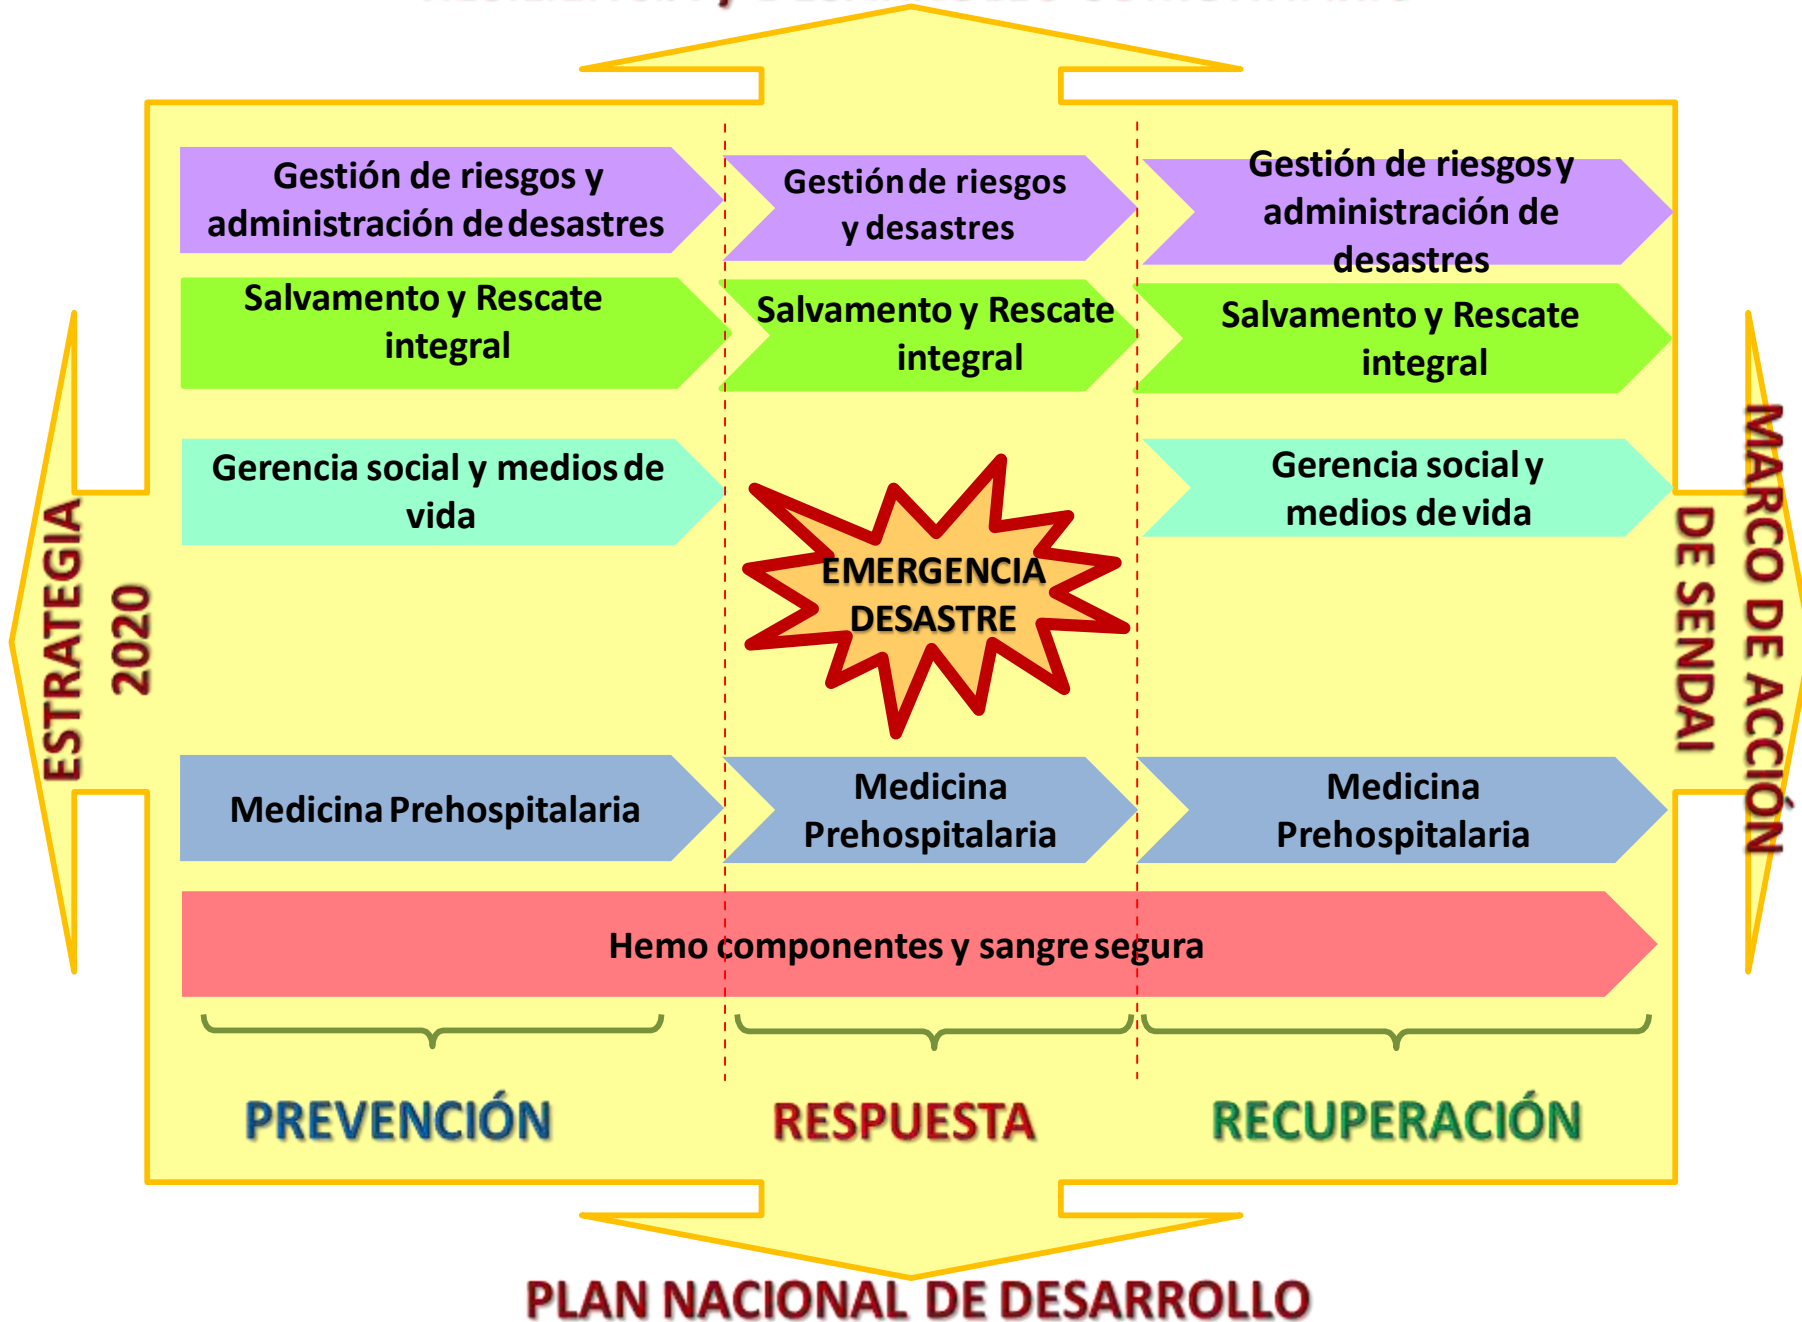 Gestión de riesgos y
administración de desastres
Gestión de riesgos
y desastres
Gestión de riesgos y
administración de
desastres
Salvamento y Rescate
integral
Salvamento y Rescate
integral
Salvamento y Rescate
integral
Gerencia social y medios de
vida
Gerencia social y
medios de vida
EMERGENCIA
DESASTRE
ESTRATEGIA
2020
MARCO DE ACCIÓN
DE SENDAI
Medicina Prehospitalaria
Medicina
Prehospitalaria
Medicina
Prehospitalaria
Hemo componentes y sangre segura
PREVENCIÓN
RESPUESTA
RECUPERACIÓN
PLAN NACIONAL DE DESARROLLO